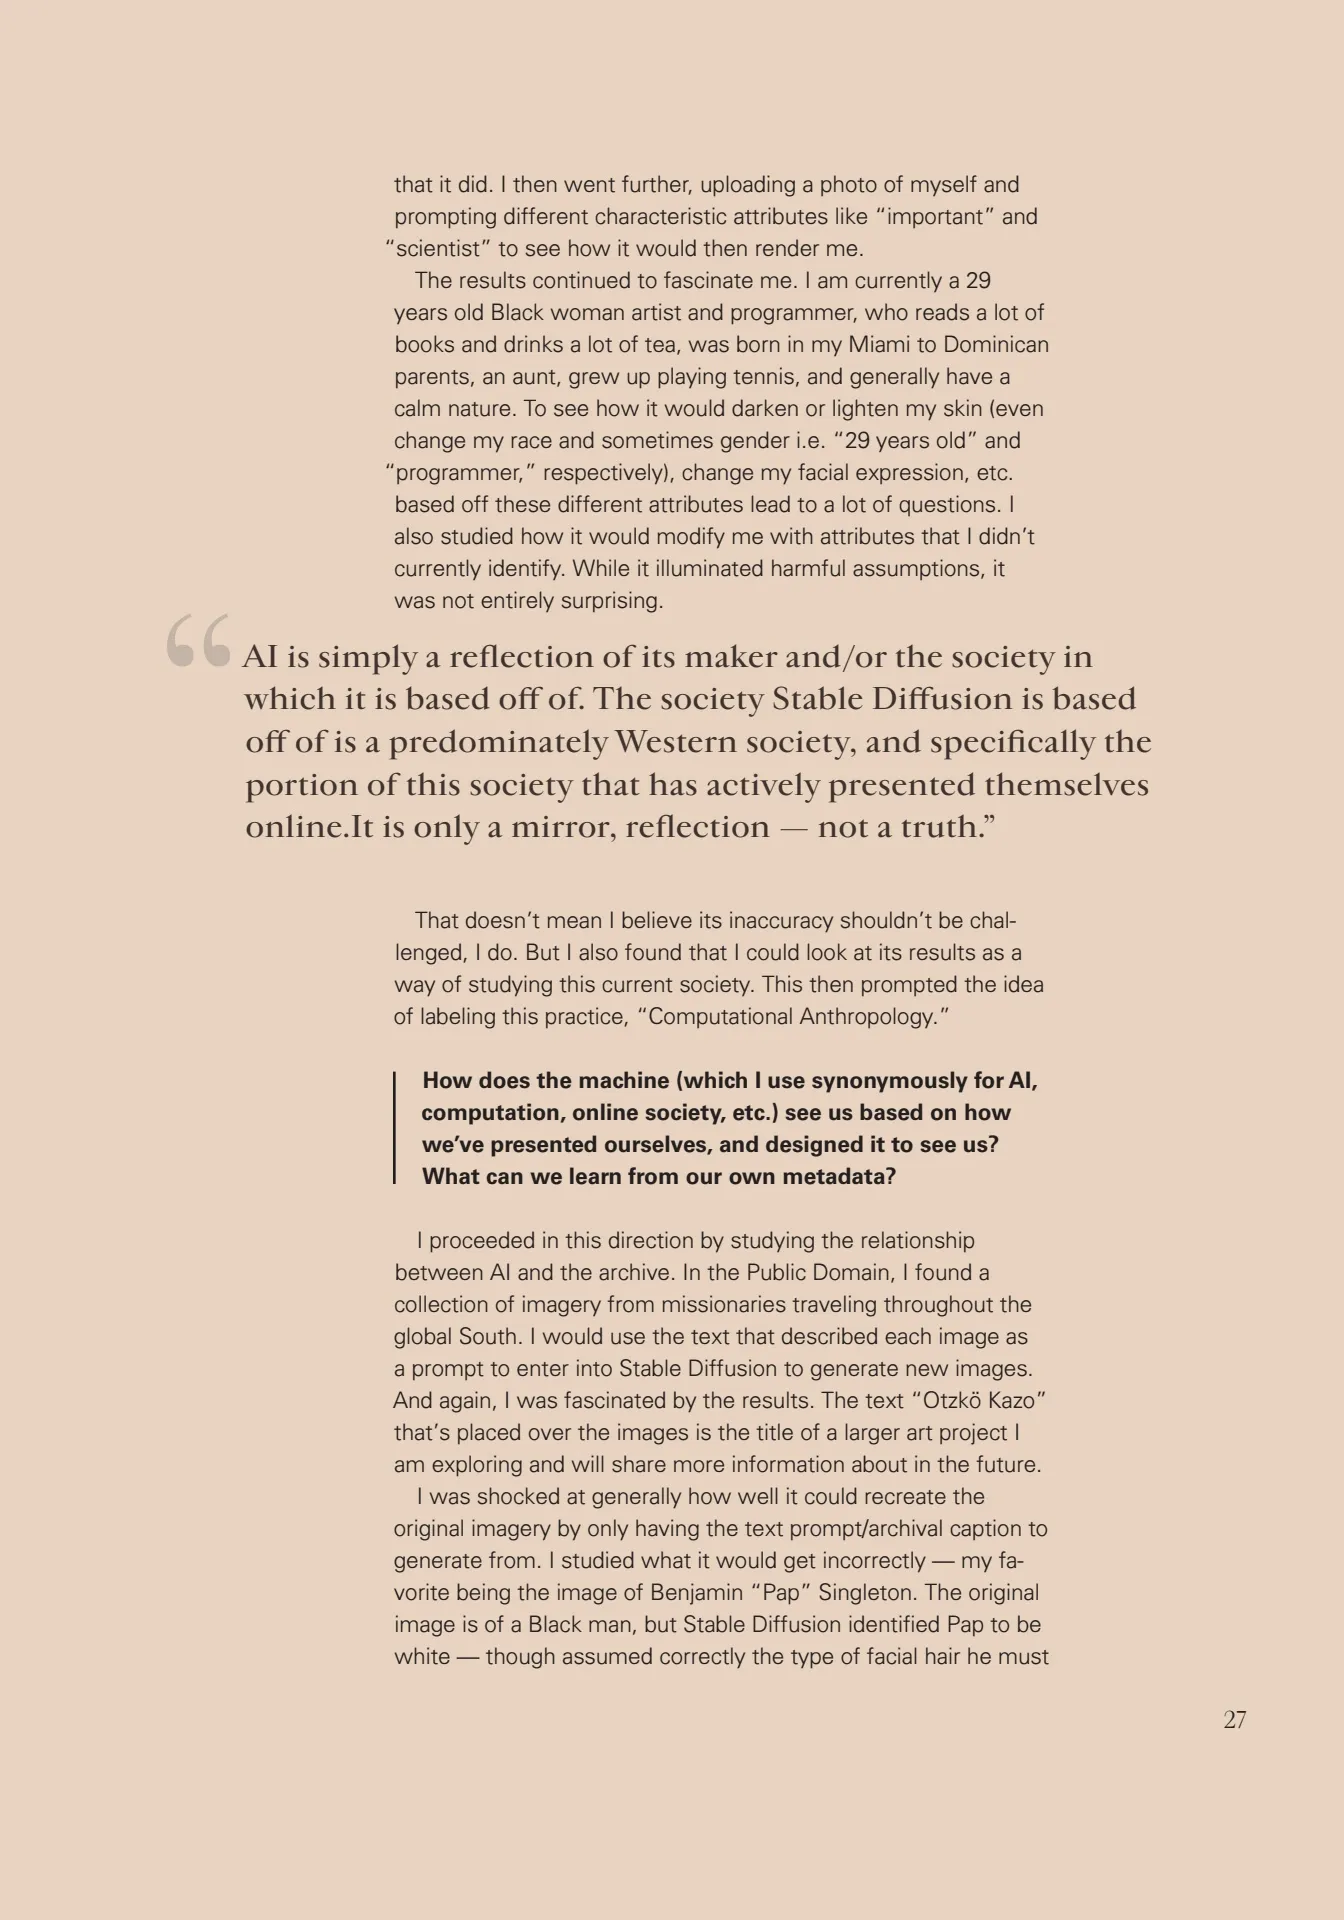 that it did. I then went further, uploading a photo of myself and
prompting different characteristic attributes like “important” and
“scientist” to see how it would then render me.
The results continued to fascinate me. I am currently a 29
years old Black woman artist and programmer, who reads a lot of
books and drinks a lot of tea, was born in my Miami to Dominican
parents, an aunt, grew up playing tennis, and generally have a
calm nature. To see how it would darken or lighten my skin (even
change my race and sometimes gender i.e. “29 years old” and
“programmer,” respectively), change my facial expression, etc.
based off these different attributes lead to a lot of questions. I
also studied how it would modify me with attributes that I didn’t
currently identify. While it illuminated harmful assumptions, it
was not entirely surprising.
“AI is simply a reflection of its maker and/or the society in
which it is based off of. The society Stable Diffusion is based
off of is a predominately Western society, and specifically the
portion of this society that has actively presented themselves
online.It is only a mirror, reflection — not a truth.”
That doesn’t mean I believe its inaccuracy shouldn’t be chal-
lenged, I do. But I also found that I could look at its results as a
way of studying this current society. This then prompted the idea
of labeling this practice, “Computational Anthropology.”
How does the machine (which I use synonymously for AI,
computation, online society, etc.) see us based on how
we’ve presented ourselves, and designed it to see us?
What can we learn from our own metadata?
I proceeded in this direction by studying the relationship
between AI and the archive. In the Public Domain, I found a
collection of imagery from missionaries traveling throughout the
global South. I would use the text that described each image as
a prompt to enter into Stable Diffusion to generate new images.
And again, I was fascinated by the results. The text “Otzkö Kazo”
that’s placed over the images is the title of a larger art project I
am exploring and will share more information about in the future.
I was shocked at generally how well it could recreate the
original imagery by only having the text prompt/archival caption to
generate from. I studied what it would get incorrectly — my fa-
vorite being the image of Benjamin “Pap” Singleton. The original
image is of a Black man, but Stable Diffusion identified Pap to be
white — though assumed correctly the type of facial hair he must
27